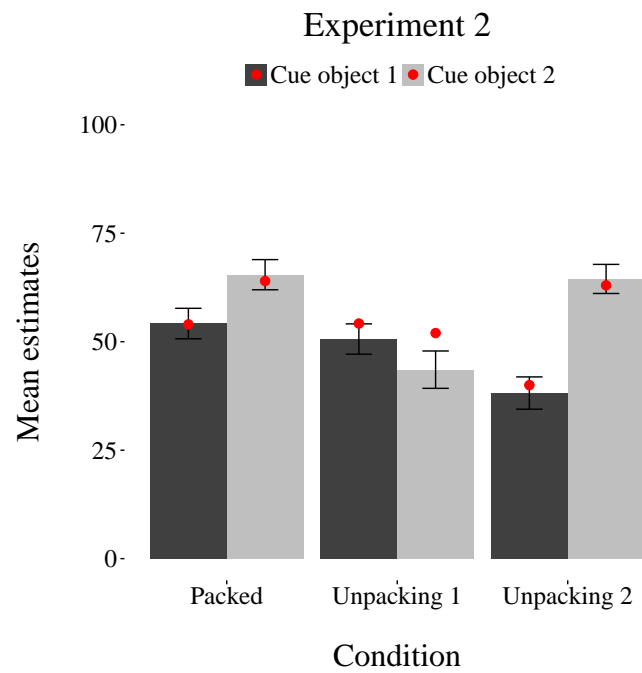 Experiment 2
Cue object 1 Cue object 2
100
75
50
25
0
Mean estimates
Packed Unpacking 1 Unpacking 2
Condition